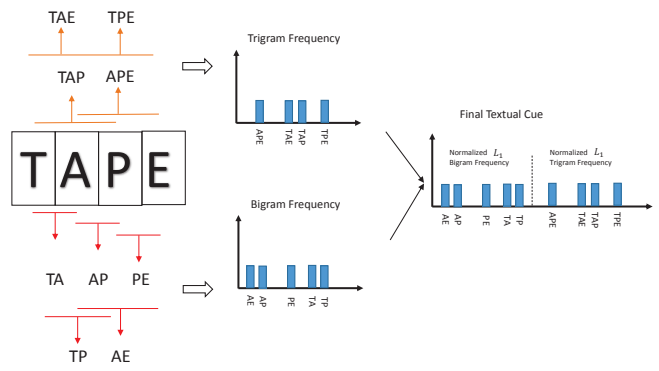 TAE TPE
TAP APE
TAPE
TA AP PE
TP AE
Trigram Frequency
APE TAE TAP TPE
Bigram Frequency
AE AP PE TA TP
Final Textual Cue
Normalized L1
Bigram Frequency
Normalized L1
Trigram Frequency
AE AP PE TA TP APE TAE TAP TPE